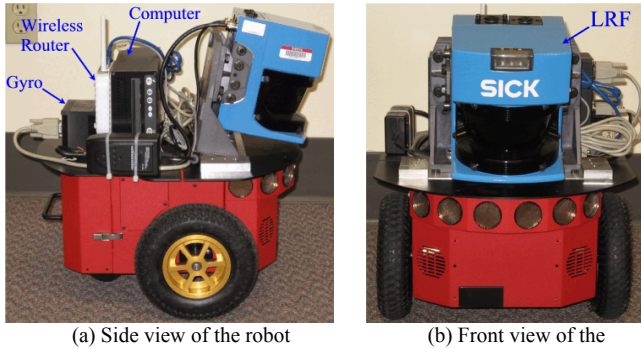 Computer
Wireless
Router
Gyro
LRF
SICK
(a) Side view of the robot
(b) Front view of the